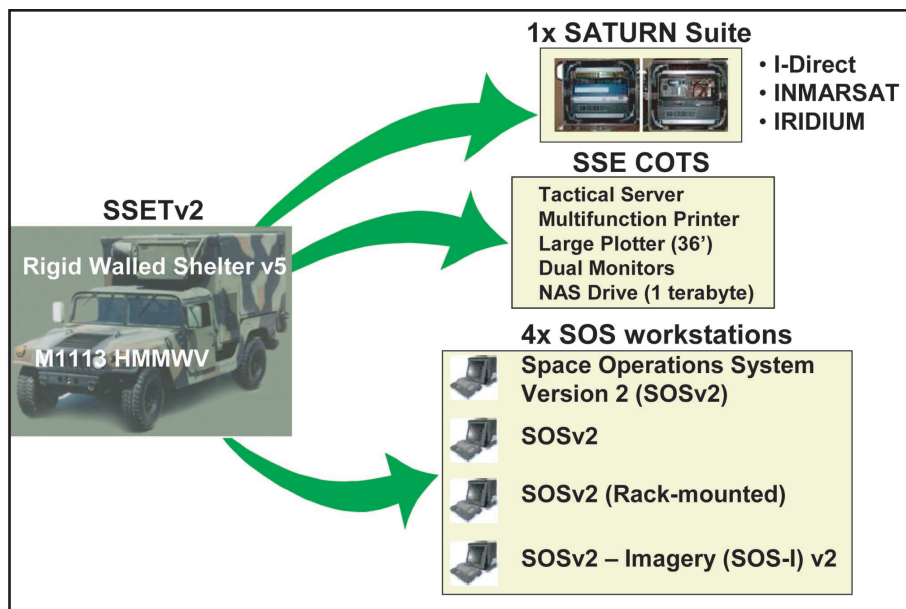 1x SATURN Suite
• I-Direct
• INMARSAT
• IRIDIUM
SSE COTS
Tactical Server
Multifunction Printer
Large Plotter (36’)
Dual Monitors
NAS Drive (1 terabyte)
SSETv2
Rigid Walled Shelter v5
M1113 HMMWV
4x SOS workstations
Space Operations System
Version 2 (SOSv2)
SOSv2
SOSv2 (Rack-mounted)
SOSv2 – Imagery (SOS-I) v2